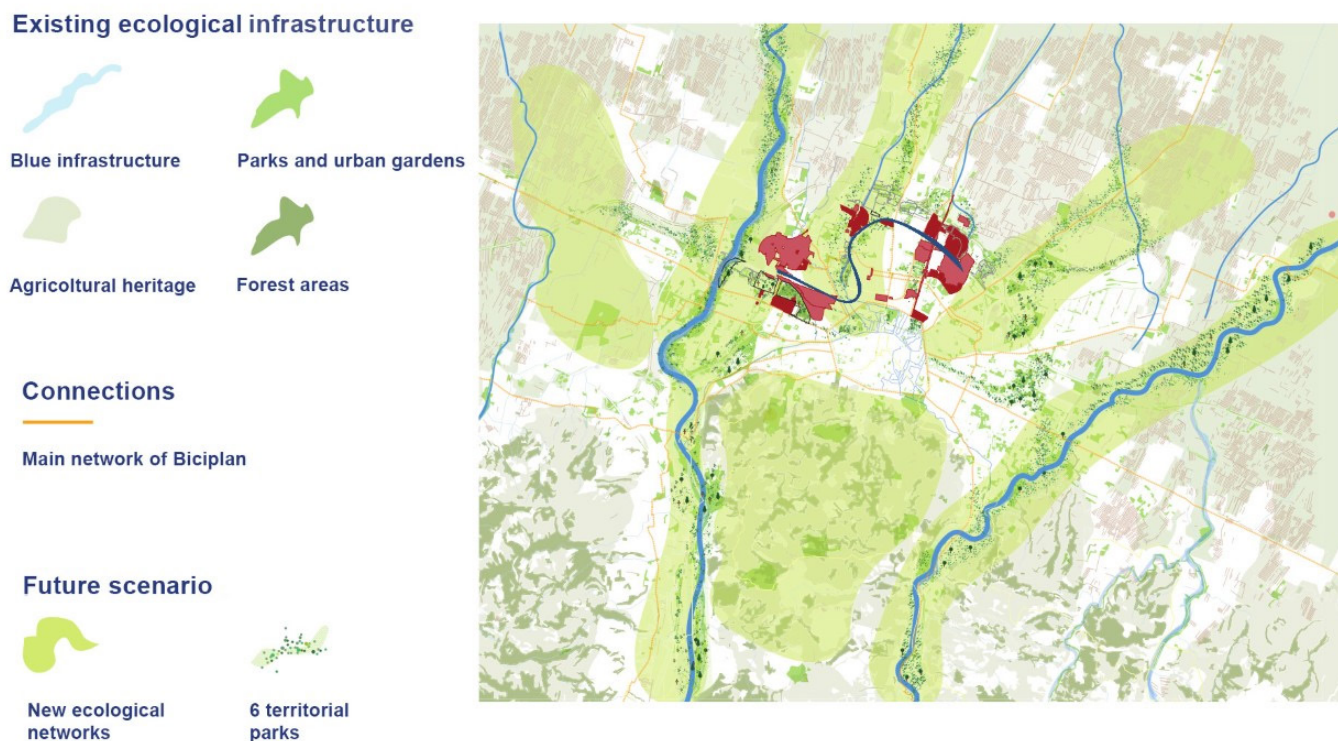 Existing ecological infrastructure
Blue infrastructure
Parks and urban gardens
Agricoltural heritage
Forest areas
Connections
Main network of Biciplan
Future scenario
New ecological
networks
6 territorial
parks